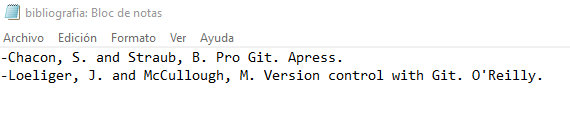 bibliografia: Bloc de notas
Archivo Edición Formato Ver Ayuda
-Chacon, S. and Straub, B. Pro Git. Apress.
-Loeliger, J. and McCullough, M. Version control with Git. O'Reilly.